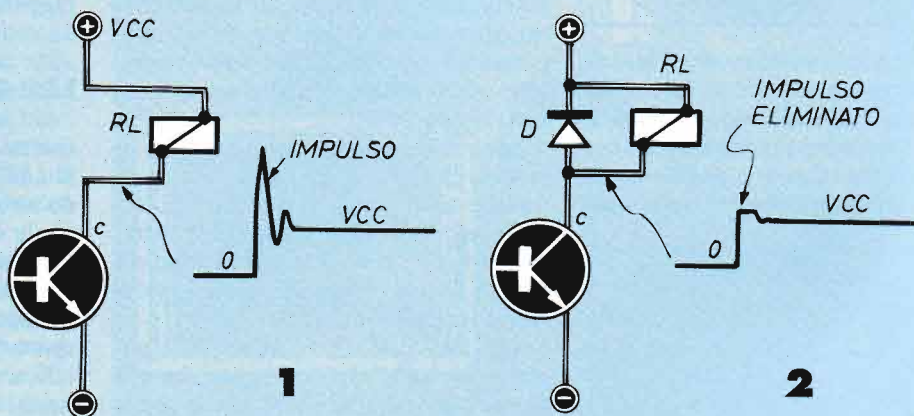 + VCC
RL
IMPULSO
c
VCC
0
-
1
+
RL
IMPULSO
ELIMINATO
D
c
VCC
0
-
2